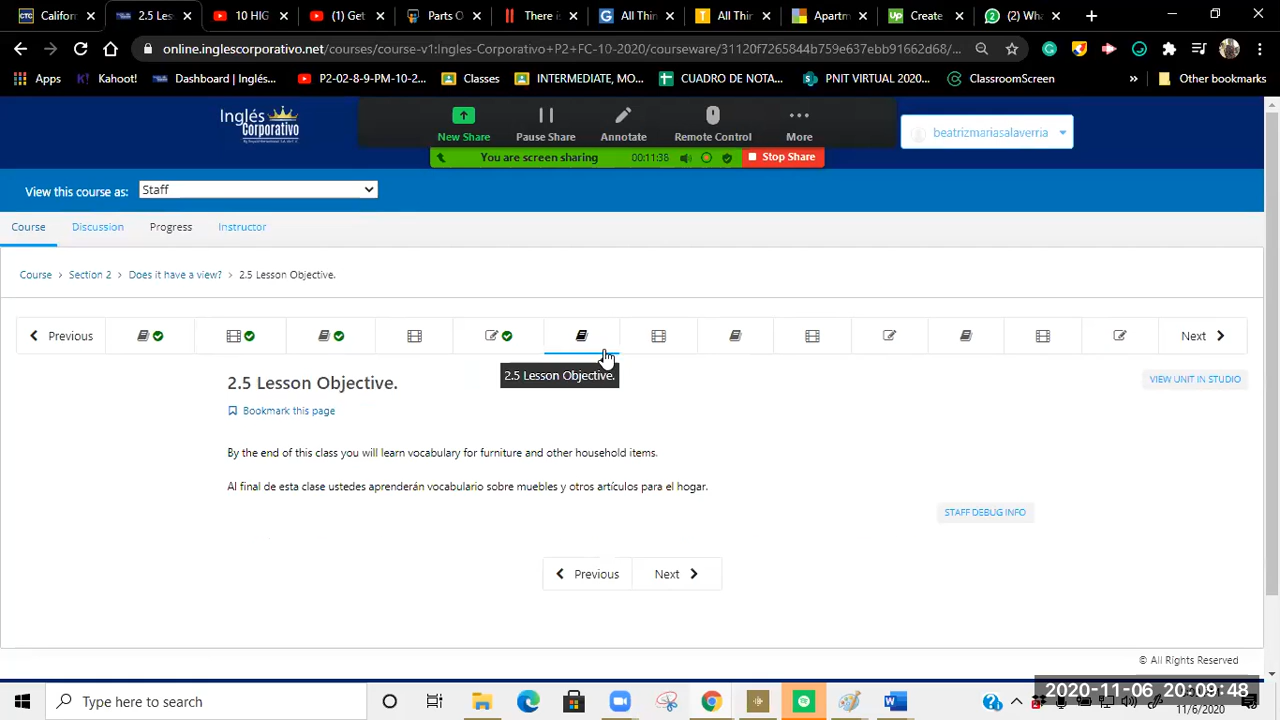 Californ
2.5 Les
10 HIG
(1) Get
Parts O
There is
All Thin
All Thin
Apartm
Create
(2) Wha
online.inglescorporativo.net/courses/course-v1:Ingles-Corporativo+P2+FC-10-2020/courseware/31120f7265844b759e637ebb91662d68/...
Apps
Kahoot!
Dashboard | Inglés...
P2-02-8-9-PM-10-2...
Classes
INTERMEDIATE, MO...
CUADRO DE NOTA...
PNIT VIRTUAL 2020...
ClassroomScreen
»
Other bookmarks
Inglés
Corporativo
New Share
Pause Share
Annotate
Remote Control
More
beatrizmariasalaverria
You are screen sharing
00:11:38
Stop Share
View this course as:
Staff
Course
Discussion
Progress
Instructor
Course > Section 2 > Does it have a view? > 2.5 Lesson Objective.
Previous
Next
2.5 Lesson Objective.
2.5 Lesson Objective.
VIEW UNIT IN STUDIO
Bookmark this page
By the end of this class you will learn vocabulary for furniture and other household items.
Al final de esta clase ustedes aprenderán vocabulario sobre muebles y otros artículos para el hogar.
STAFF DEBUG INFO
Previous
Next
© All Rights Reserved
Type here to search
2020-11-06 20:09:48
11/6/2020